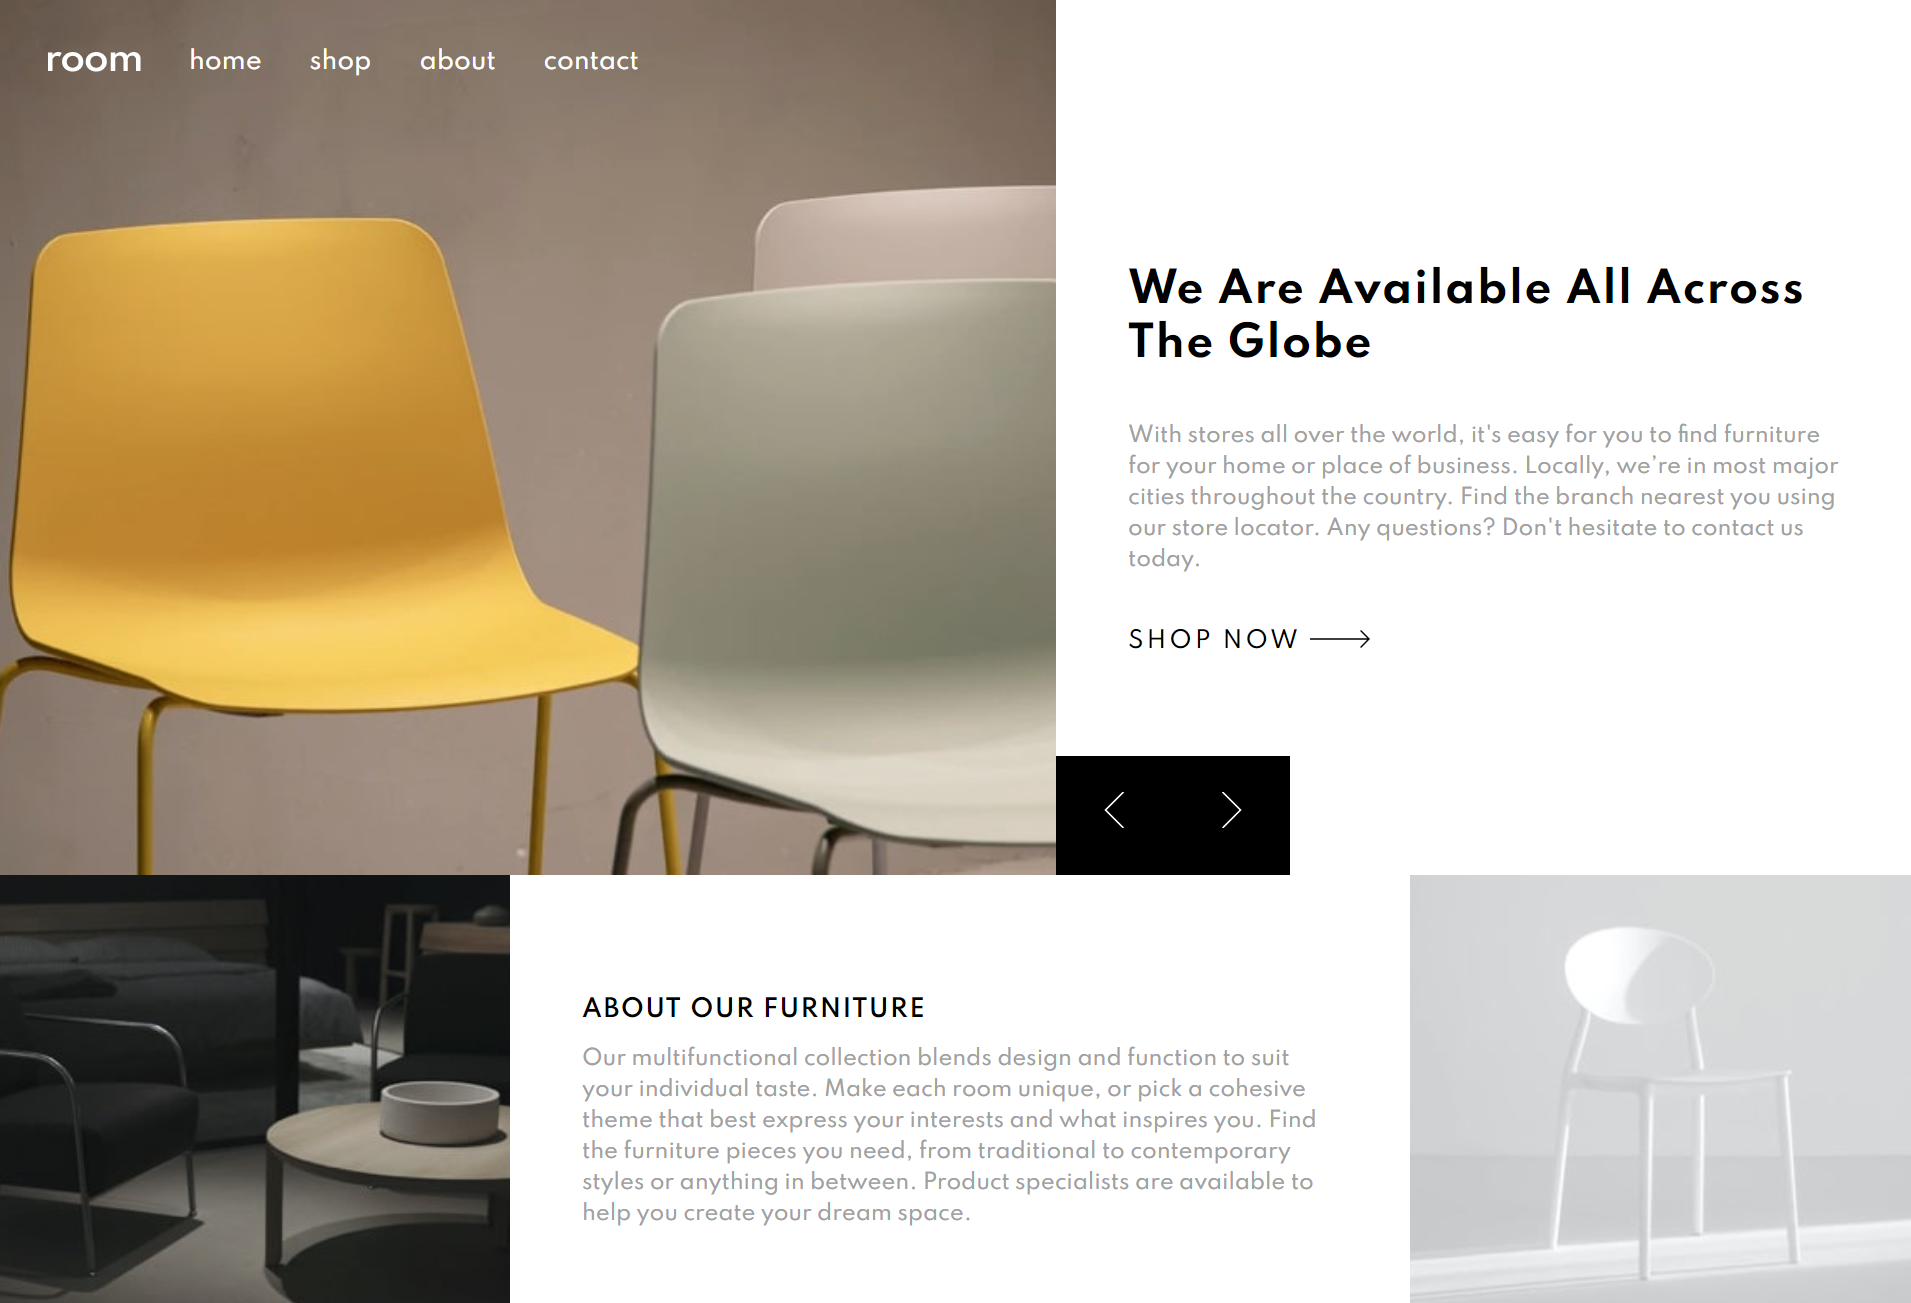 room home shop about contact
We Are Available All Across
The Globe
With stores all over the world, it's easy for you to find furniture
for your home or place of business. Locally, we’re in most major
cities throughout the country. Find the branch nearest you using
our store locator. Any questions? Don't hesitate to contact us
today.
SHOP NOW
ABOUT OUR FURNITURE
Our multifunctional collection blends design and function to suit
your individual taste. Make each room unique, or pick a cohesive
theme that best express your interests and what inspires you. Find
the furniture pieces you need, from traditional to contemporary
styles or anything in between. Product specialists are available to
help you create your dream space.